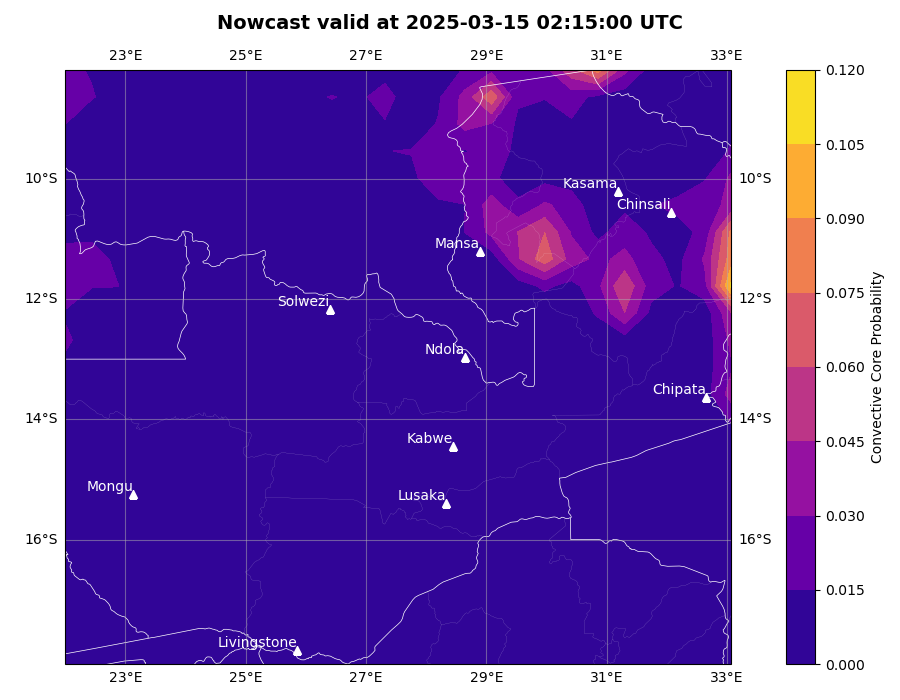 Nowcast valid at 2025-03-15 02:15:00 UTC
23°E 25°E 27°E 29°E 31°E 33°E
0.120
0.105
10°S Kasama 10°S
Chinsali
0.090
Mansa
0.075
12°S Solwezi 12°S
Ndola
0.060
Chipata
14°S 14°S
Kabwe
0.045
Mongu Lusaka
0.030
16°S 16°S
0.015
Livingstone
0.000
23°E 25°E 27°E 29°E 31°E 33°E
Convective Core Probability